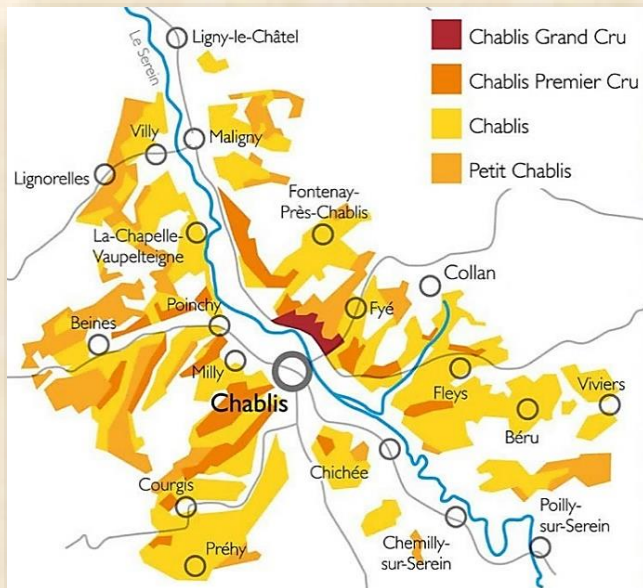 Ligny-le-Châtel
Le Serein
Chablis Grand Cru
Chablis Premier Cru
Chablis
Petit Chablis
Villy
Maligny
Lignorelles
Fontenay-
Près-Chablis
La-Chapelle-
Vaupelteigne
Collan
Poinchy
Fyé
Beines
Milly
Fleys
Viviers
Chablis
Béru
Chichée
Courgis
Poilly
-sur-Serein
Chemilly
-sur-Serein
Préhy